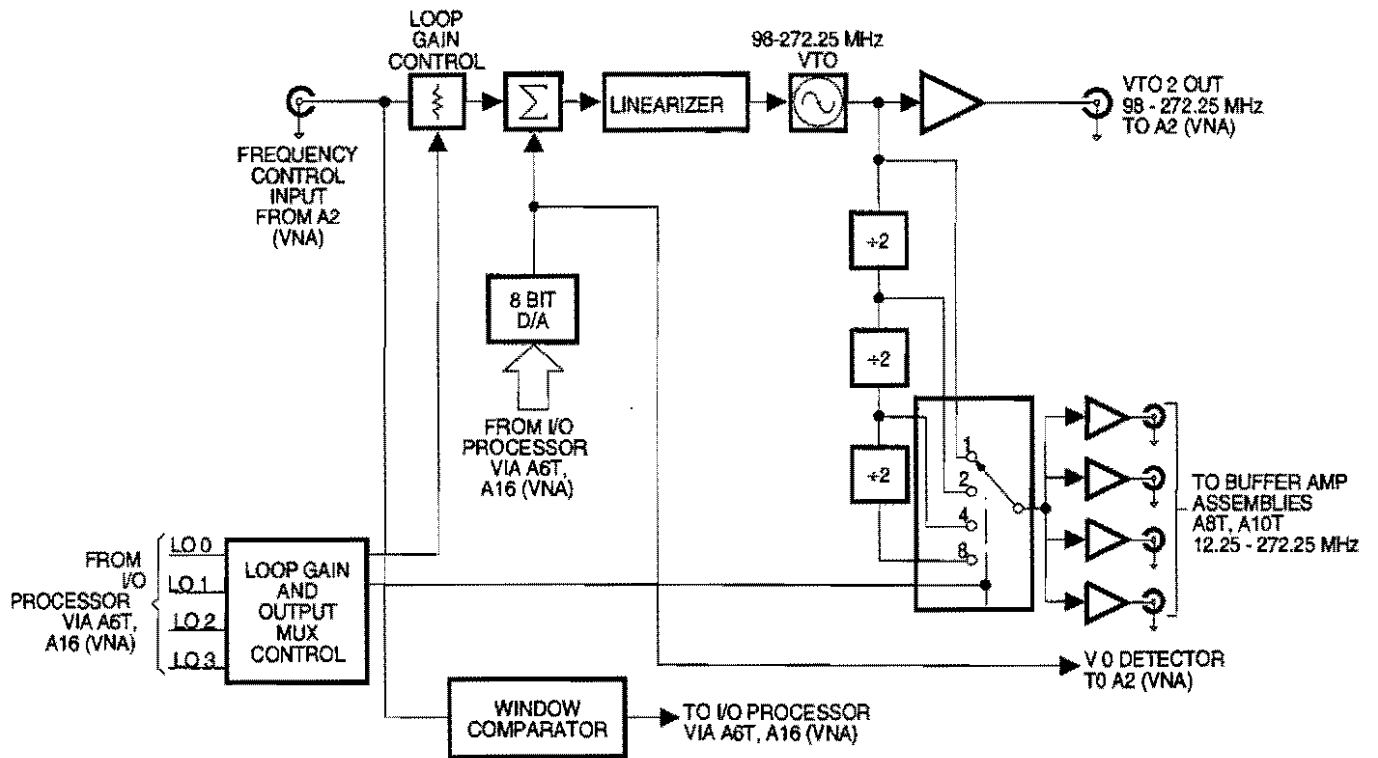 LOOP
GAIN
CONTROL
98-272.25 MHz
VTO
Σ
LINEARIZER
VTO 2 OUT
98 - 272.25 MHz
TO A2 (VNA)
FREQUENCY
CONTROL
INPUT
FROM A2
(VNA)
÷2
8 BIT
D/A
÷2
FROM I/O
PROCESSOR
VIA A6T,
A16 (VNA)
÷2
1
2
4
8
TO BUFFER AMP
ASSEMBLIES
A8T, A10T
12.25 - 272.25 MHz
FROM
I/O
PROCESSOR
VIA A6T,
A16 (VNA)
LO 0
LO 1
LO 2
LO 3
LOOP GAIN
AND
OUTPUT
MUX
CONTROL
V 0 DETECTOR
T0 A2 (VNA)
WINDOW
COMPARATOR
TO I/O PROCESSOR
VIA A6T, A16 (VNA)